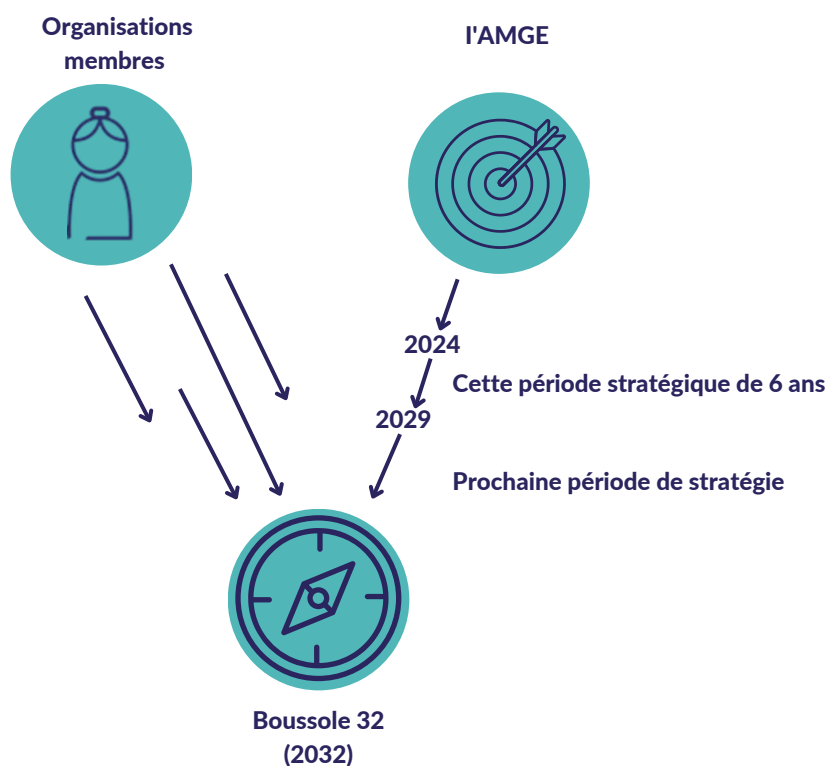 Organisations
membres
l'AMGE
2024
Cette période stratégique de 6 ans
2029
Prochaine période de stratégie
Boussole 32
(2032)